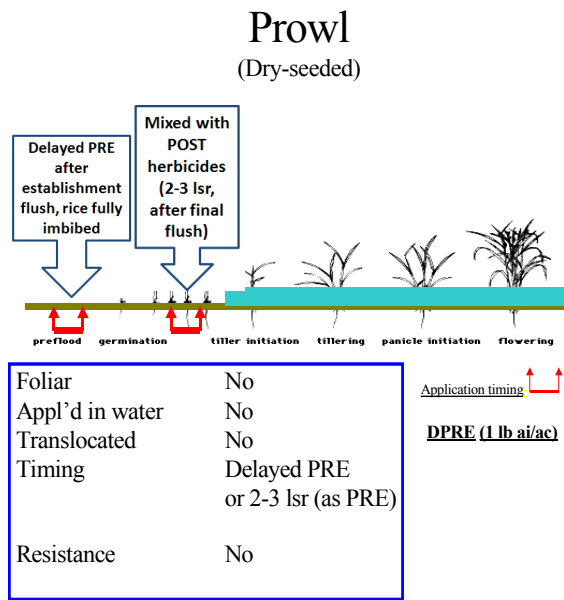 Prowl
(Dry-seeded)
Delayed PRE
after
establishment
flush, rice fully
imbibed
Mixed with
POST
herbicides
(2-3 lsr,
after final
flush)
preflood germination tiller initiation tillering panicle initiation flowering
Foliar No
Appl'd in water No
Translocated No
Timing Delayed PRE
or 2-3 lsr (as PRE)
Resistance No
Application timing
DPRE (1 lb ai/ac)